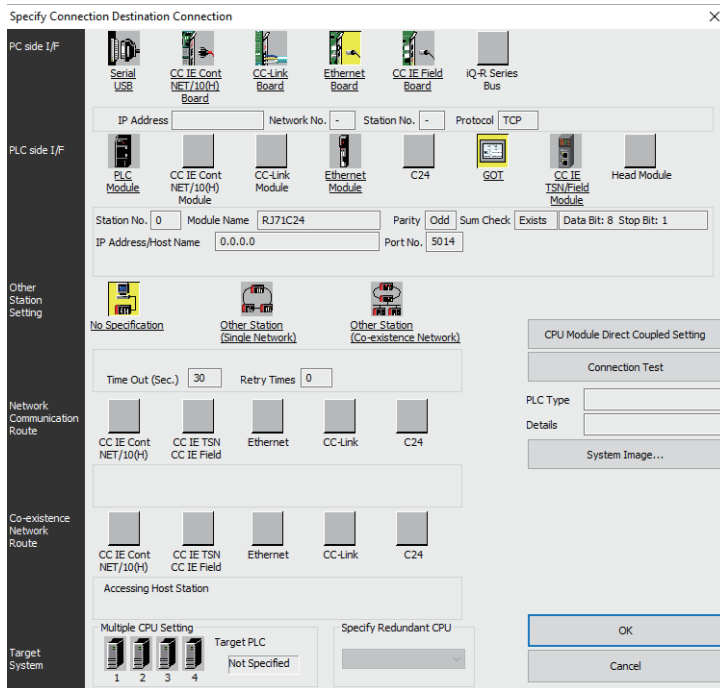 Specify Connection Destination Connection
PC side I/F
Serial
USB
CC IE Cont
NET/10(H)
Board
CC-Link
Board
Ethernet
Board
CC IE Field
Board
iQ-R Series
Bus
IP Address
Network No. -
Station No. -
Protocol TCP
PLC side I/F
PLC
Module
CC IE Cont
NET/10(H)
Module
CC-Link
Module
Ethernet
Module
C24
GOT
CC IE
TSN/Field
Module
Head Module
Station No. 0
Module Name RJ71C24
Parity Odd
Sum Check Exists
Data Bit: 8 Stop Bit: 1
IP Address/Host Name 0.0.0.0
Port No. 5014
Other
Station
Setting
No Specification
Other Station
(Single Network)
Other Station
(Co-existence Network)
Time Out (Sec.) 30
Retry Times 0
CPU Module Direct Coupled Setting
Connection Test
PLC Type
Details
System Image...
Network
Communication
Route
CC IE Cont
NET/10(H)
CC IE TSN
CC IE Field
Ethernet
CC-Link
C24
Co-existence
Network
Route
CC IE Cont
NET/10(H)
CC IE TSN
CC IE Field
Ethernet
CC-Link
C24
Accessing Host Station
Target
System
Multiple CPU Setting
1 2 3 4
Target PLC
Not Specified
Specify Redundant CPU
OK
Cancel